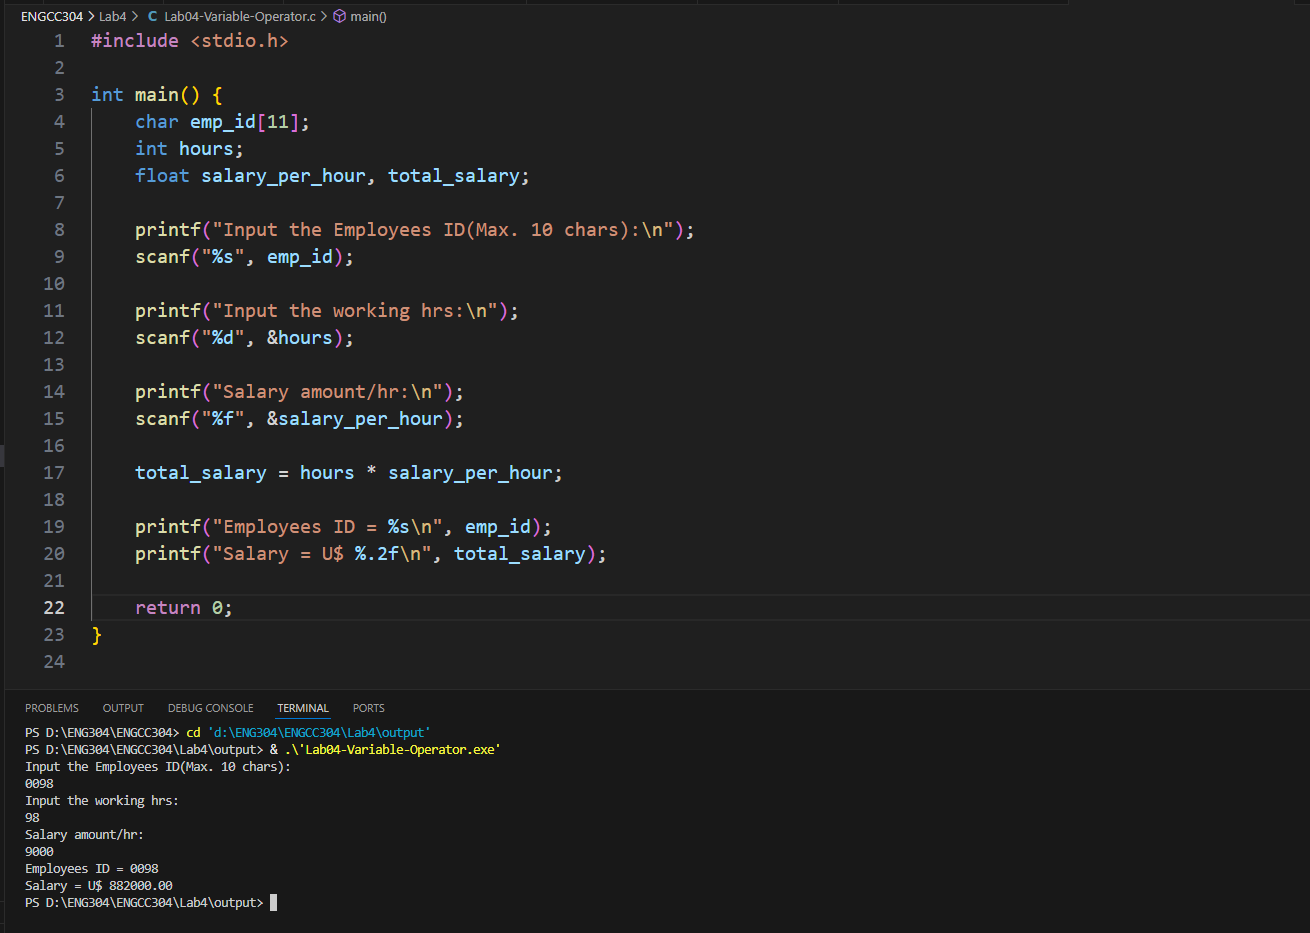 ENGCC304 > Lab4 > C Lab04-Variable-Operator.c > main()
1 #include <stdio.h>
2
3 int main() {
4     char emp_id[11];
5     int hours;
6     float salary_per_hour, total_salary;
7
8     printf("Input the Employees ID(Max. 10 chars):\n");
9     scanf("%s", emp_id);
10
11     printf("Input the working hrs:\n");
12     scanf("%d", &hours);
13
14     printf("Salary amount/hr:\n");
15     scanf("%f", &salary_per_hour);
16
17     total_salary = hours * salary_per_hour;
18
19     printf("Employees ID = %s\n", emp_id);
20     printf("Salary = U$ %.2f\n", total_salary);
21
22     return 0;
23 }
24
PROBLEMS OUTPUT DEBUG CONSOLE TERMINAL PORTS
PS D:\ENG304\ENGCC304> cd 'd:\ENG304\ENGCC304\Lab4\output'
PS D:\ENG304\ENGCC304\Lab4\output> & .\'Lab04-Variable-Operator.exe'
Input the Employees ID(Max. 10 chars):
0098
Input the working hrs:
98
Salary amount/hr:
9000
Employees ID = 0098
Salary = U$ 882000.00
PS D:\ENG304\ENGCC304\Lab4\output>